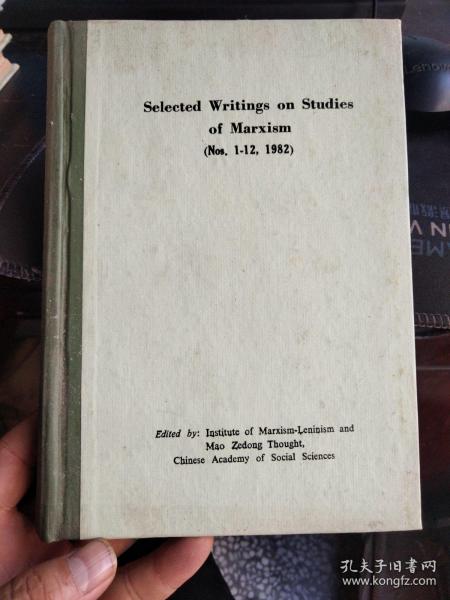 Selected Writings on Studies
of Marxism
(Nos. 1-12, 1982)
Edited by: Institute of Marxism-Leninism and
Mao Zedong Thought,
Chinese Academy of Social Sciences
Lenovo
孔夫子旧书网
www.kongfz.com